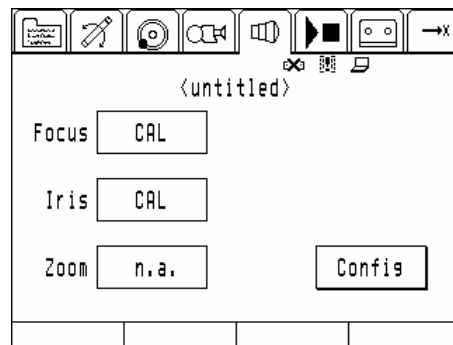 →X
<untitled>
Focus CAL
Iris CAL
Zoom n.a.
Config